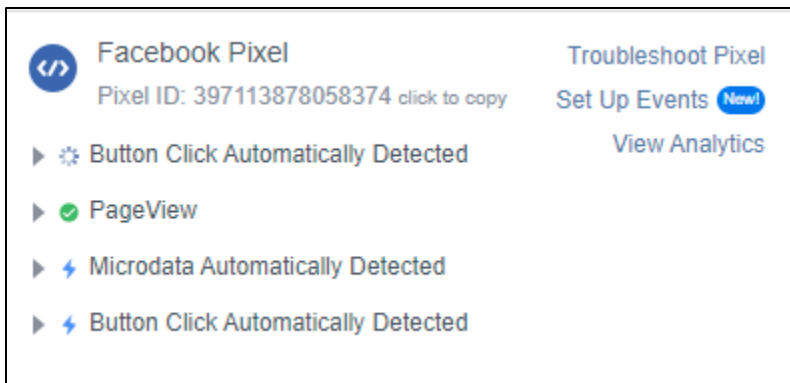 Facebook Pixel
Troubleshoot Pixel
Pixel ID: 397113878058374 click to copy
Set Up Events New!
View Analytics
Button Click Automatically Detected
PageView
Microdata Automatically Detected
Button Click Automatically Detected